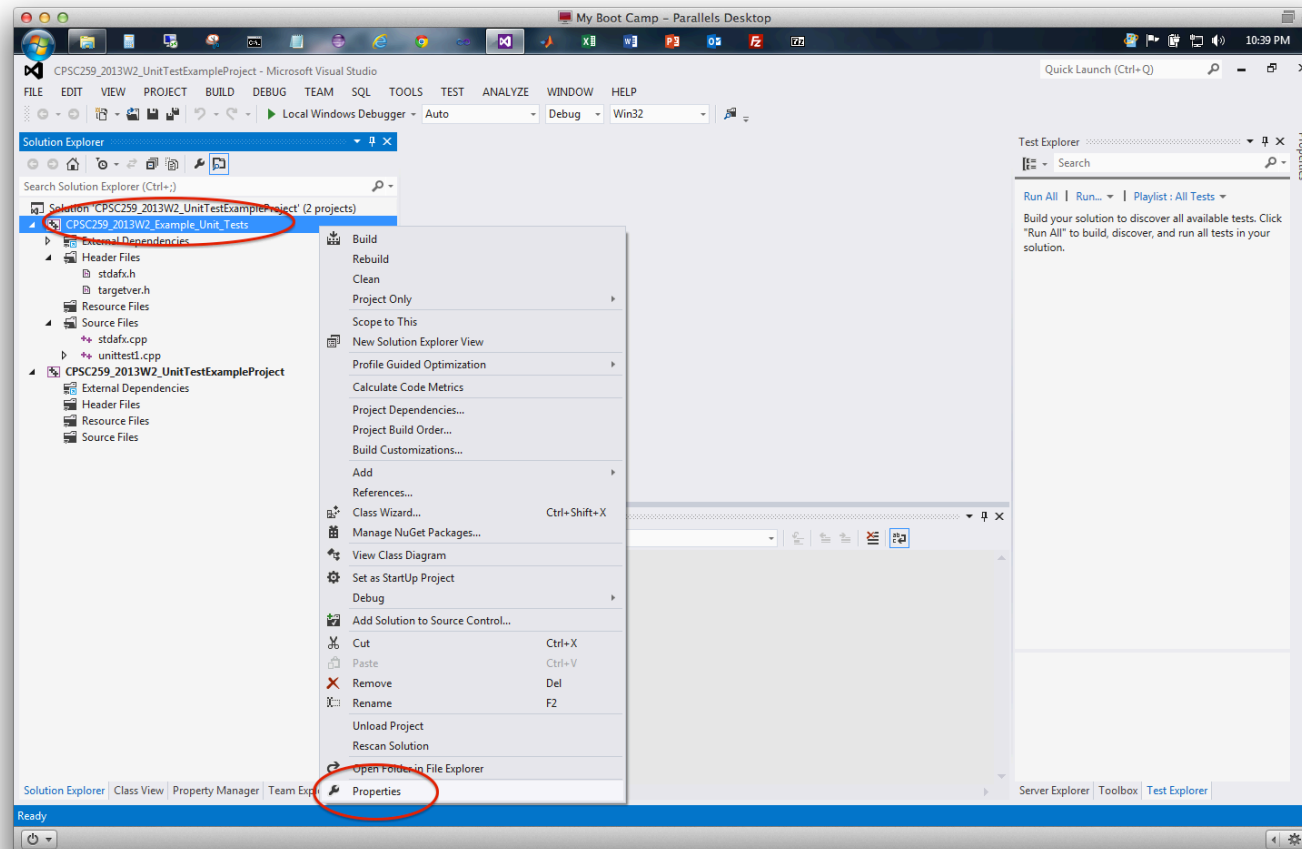 My Boot Camp - Parallels Desktop
10:39 PM
CPSC259_2013W2_UnitTestExampleProject - Microsoft Visual Studio
Quick Launch (Ctrl+Q)
FILE EDIT VIEW PROJECT BUILD DEBUG TEAM SQL TOOLS TEST ANALYZE WINDOW HELP
Local Windows Debugger Auto Debug Win32
Solution Explorer
Search Solution Explorer (Ctrl+;)
Solution 'CPSC259_2013W2_UnitTestExampleProject' (2 projects)
CPSC259_2013W2_Example_Unit_Tests
External Dependencies
Header Files
stdafx.h
targetver.h
Resource Files
Source Files
stdafx.cpp
unittest1.cpp
CPSC259_2013W2_UnitTestExampleProject
External Dependencies
Header Files
Resource Files
Source Files
Build
Rebuild
Clean
Project Only
Scope to This
New Solution Explorer View
Profile Guided Optimization
Calculate Code Metrics
Project Dependencies...
Project Build Order...
Build Customizations...
Add
References...
Class Wizard... Ctrl+Shift+X
Manage NuGet Packages...
View Class Diagram
Set as StartUp Project
Debug
Add Solution to Source Control...
Cut Ctrl+X
Paste Ctrl+V
Remove Del
Rename F2
Unload Project
Rescan Solution
Open Folder in File Explorer
Properties
Test Explorer
Search
Run All | Run... | Playlist : All Tests
Build your solution to discover all available tests. Click
"Run All" to build, discover, and run all tests in your
solution.
Properties
Solution Explorer Class View Property Manager Team Exp
Server Explorer Toolbox Test Explorer
Ready